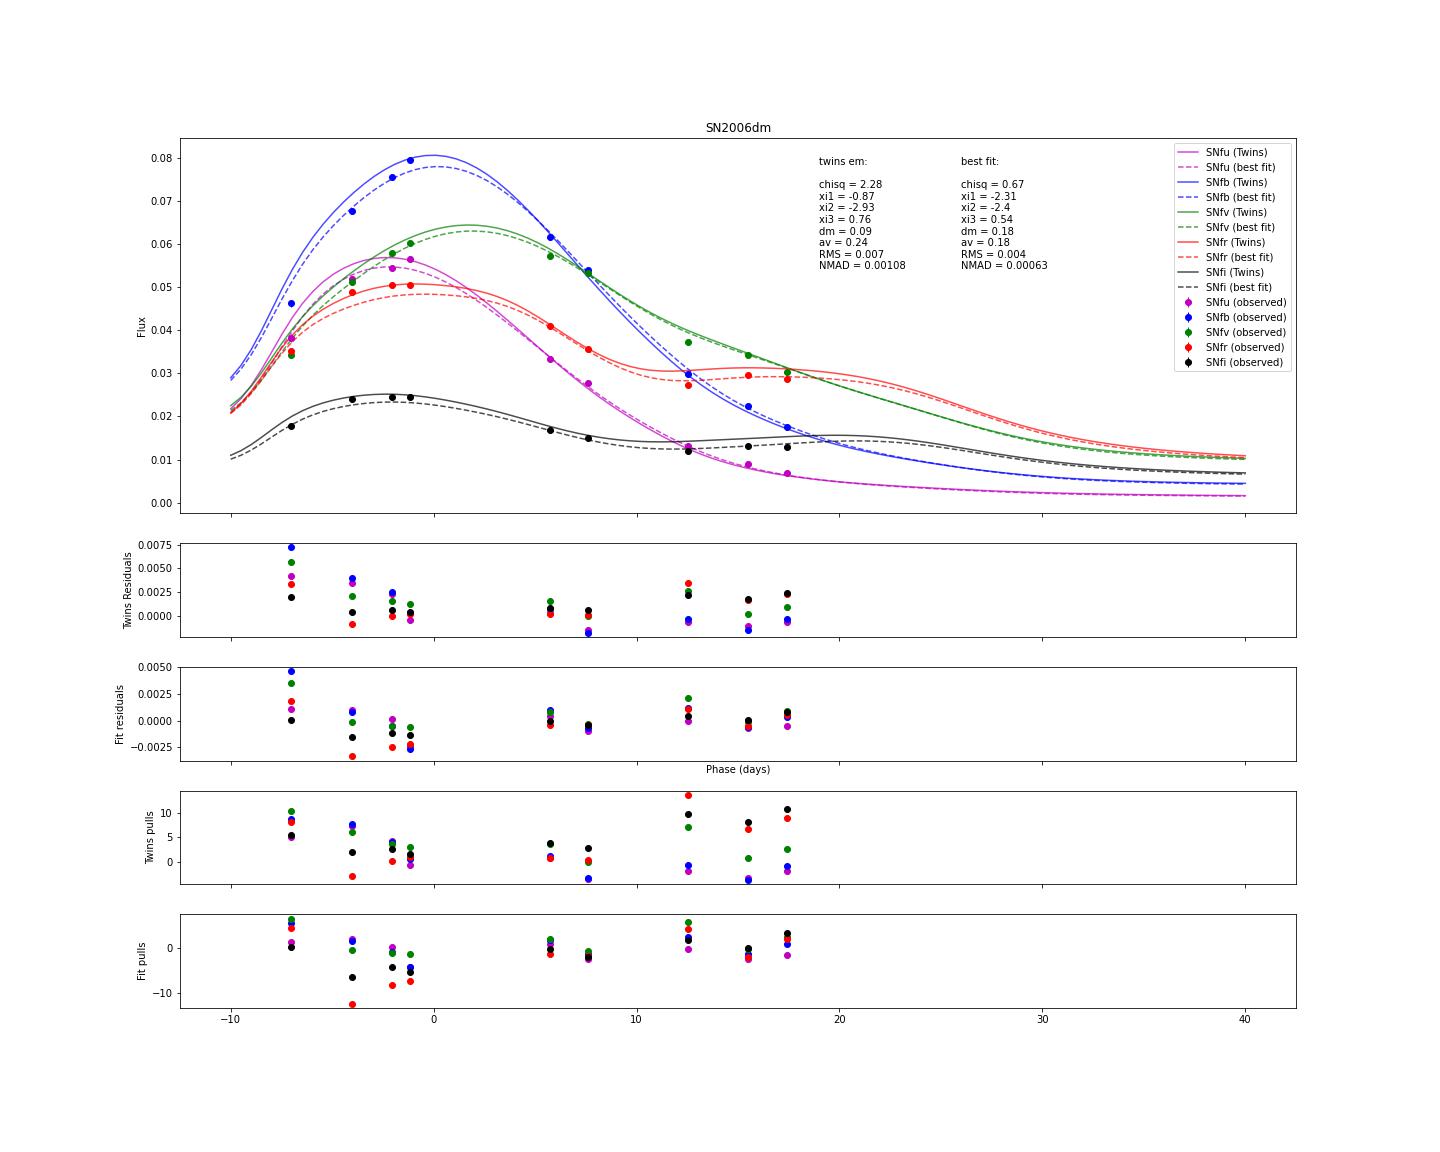 SN2006dm
0.08
0.07
0.06
0.05
0.04
0.03
0.02
0.01
0.00
Flux
twins em:
chisq = 2.28
xi1 = -0.87
xi2 = -2.93
xi3 = 0.76
dm = 0.09
av = 0.24
RMS = 0.007
NMAD = 0.00108
best fit:
chisq = 0.67
xi1 = -2.31
xi2 = -2.4
xi3 = 0.54
dm = 0.18
av = 0.18
RMS = 0.004
NMAD = 0.00063
SNfu (Twins)
SNfu (best fit)
SNfb (Twins)
SNfb (best fit)
SNfv (Twins)
SNfv (best fit)
SNfr (Twins)
SNfr (best fit)
SNfi (Twins)
SNfi (best fit)
SNfu (observed)
SNfb (observed)
SNfv (observed)
SNfr (observed)
SNfi (observed)
0.0075
0.0050
0.0025
0.0000
Twins Residuals
0.0050
0.0025
0.0000
−0.0025
Fit residuals
Phase (days)
10
5
0
Twins pulls
0
−10
Fit pulls
−10
0
10
20
30
40